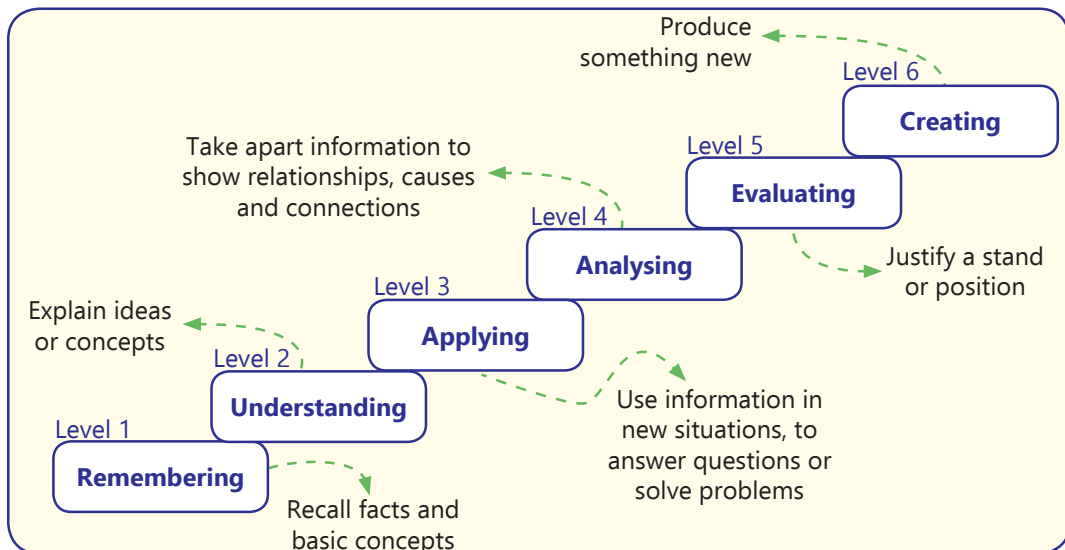 Produce
something new
Level 6
Creating
Take apart information to
show relationships, causes
and connections
Level 5
Evaluating
Level 4
Analysing
Justify a stand
or position
Level 3
Applying
Explain ideas
or concepts
Level 2
Understanding
Use information in
new situations, to
answer questions or
solve problems
Level 1
Remembering
Recall facts and
basic concepts